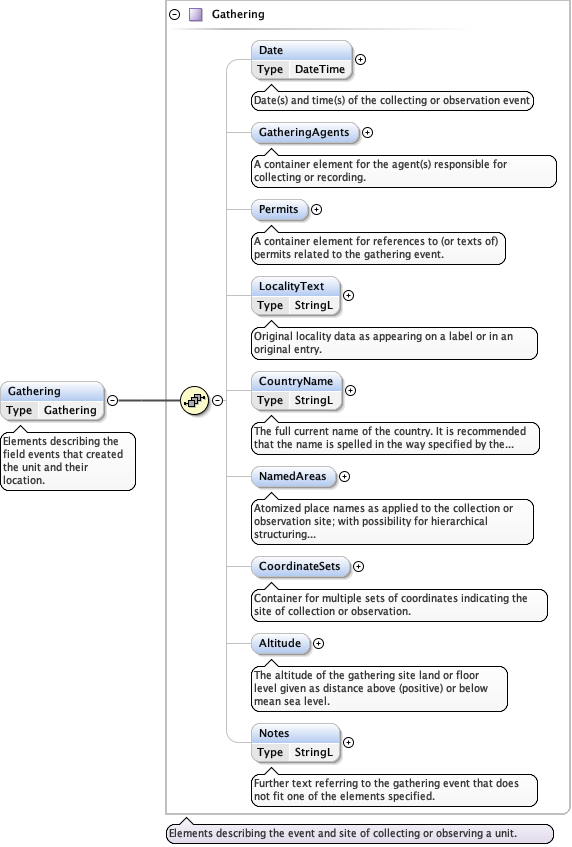 Gathering
Date
Type DateTime
Date(s) and time(s) of the collecting or observation event
GatheringAgents
A container element for the agent(s) responsible for
collecting or recording.
Permits
A container element for references to (or texts of)
permits related to the gathering event.
LocalityText
Type StringL
Original locality data as appearing on a label or in an
original entry.
Gathering
Type Gathering
Elements describing the
field events that created
the unit and their
location.
CountryName
Type StringL
The full current name of the country. It is recommended
that the name is spelled in the way specified by the...
NamedAreas
Atomized place names as applied to the collection or
observation site; with possibility for hierarchical
structuring...
CoordinateSets
Container for multiple sets of coordinates indicating the
site of collection or observation.
Altitude
The altitude of the gathering site land or floor
level given as distance above (positive) or below
mean sea level.
Notes
Type StringL
Further text referring to the gathering event that does
not fit one of the elements specified.
Elements describing the event and site of collecting or observing a unit.